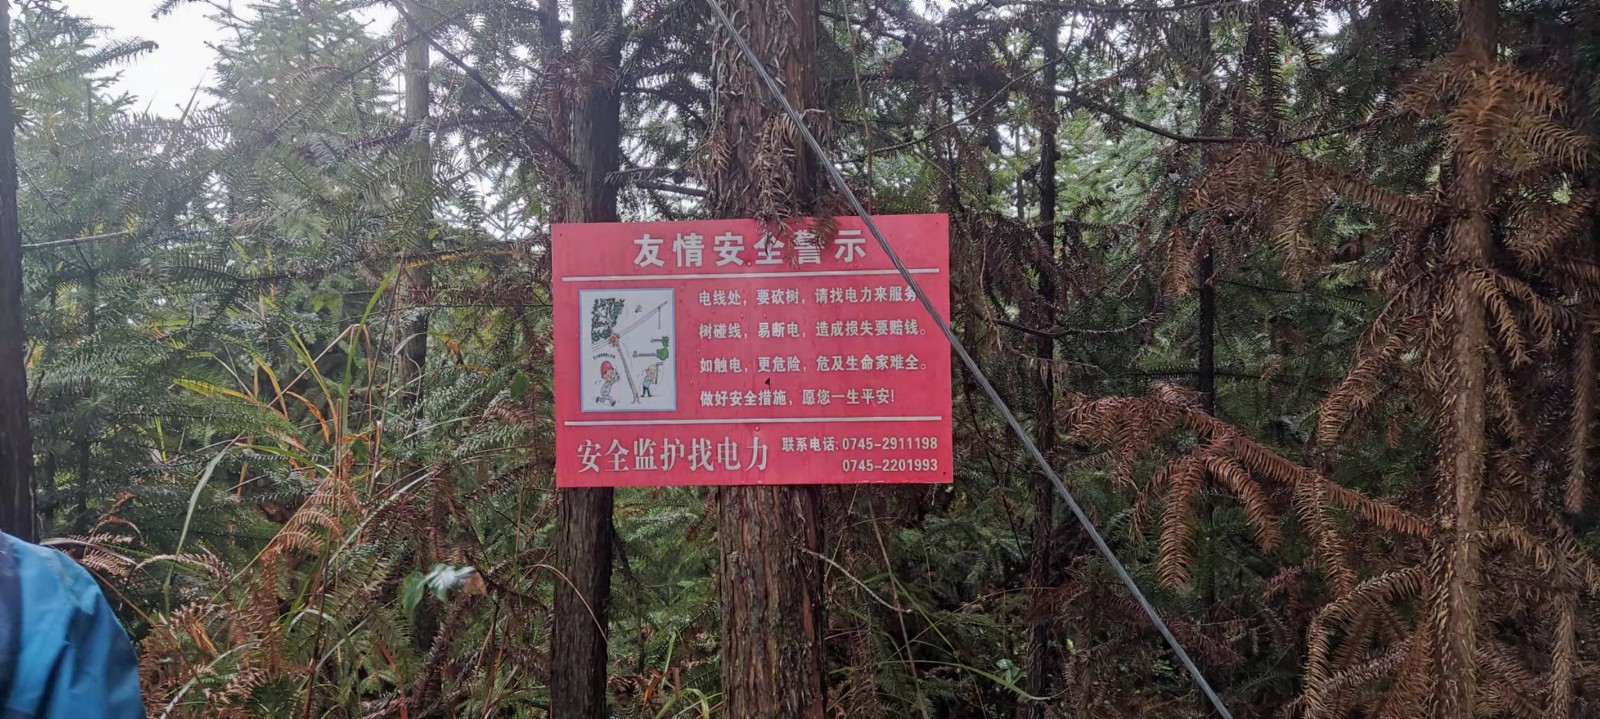 友情安全警示
电线处，要砍树，请找电力来服务
树碰线，易断电，造成损失要赔钱。
如触电，更危险，危及生命家难全。
做好安全措施，愿您一生平安！
安全监护找电力
联系电话：0745-2911198
0745-2201993